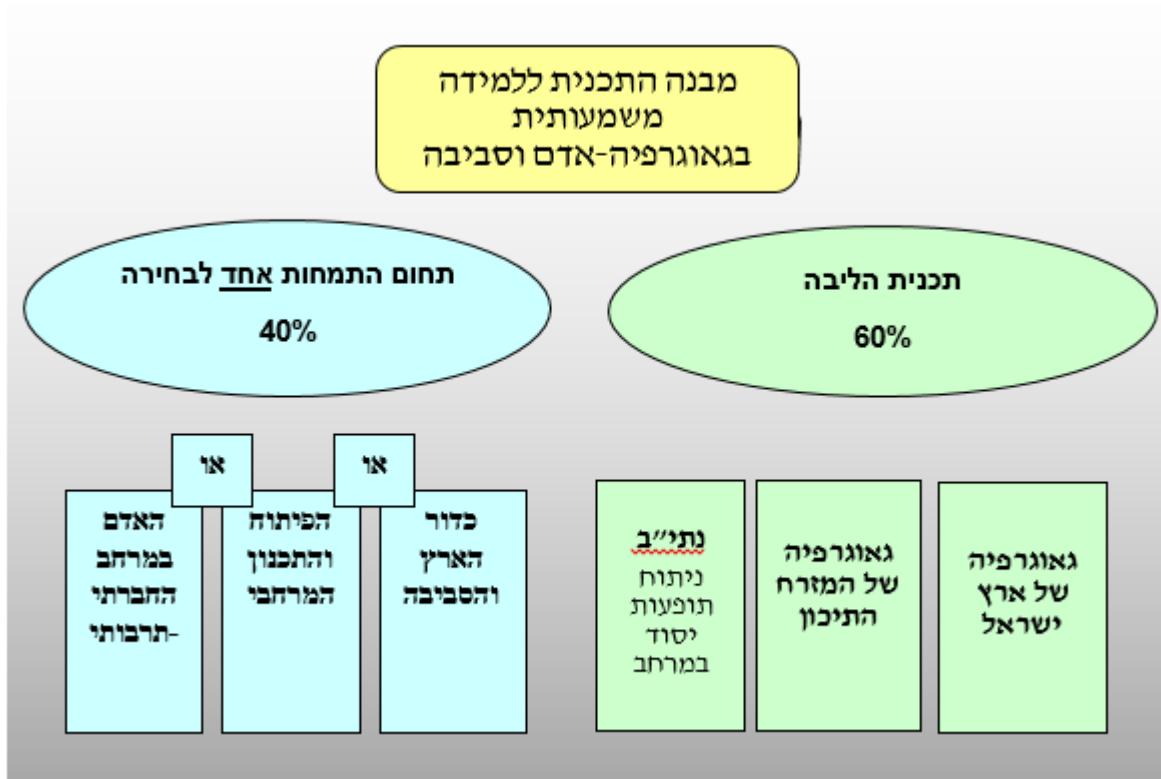 מבנה התכנית ללמידה
משמעותית
בגאוגרפיה-אדם וסביבה
תכנית הליבה
60%
תחום התמחות אחד לבחירה
40%
גאוגרפיה
של ארץ
ישראל
גאוגרפיה
של המזרח
התיכון
נתי״ב
ניתוח
תופעות
יסוד
במרחב
או
או
כדור
הארץ
והסביבה
הפיתוח
והתכנון
המרחבי
האדם
במרחב
החברתי
-תרבותי